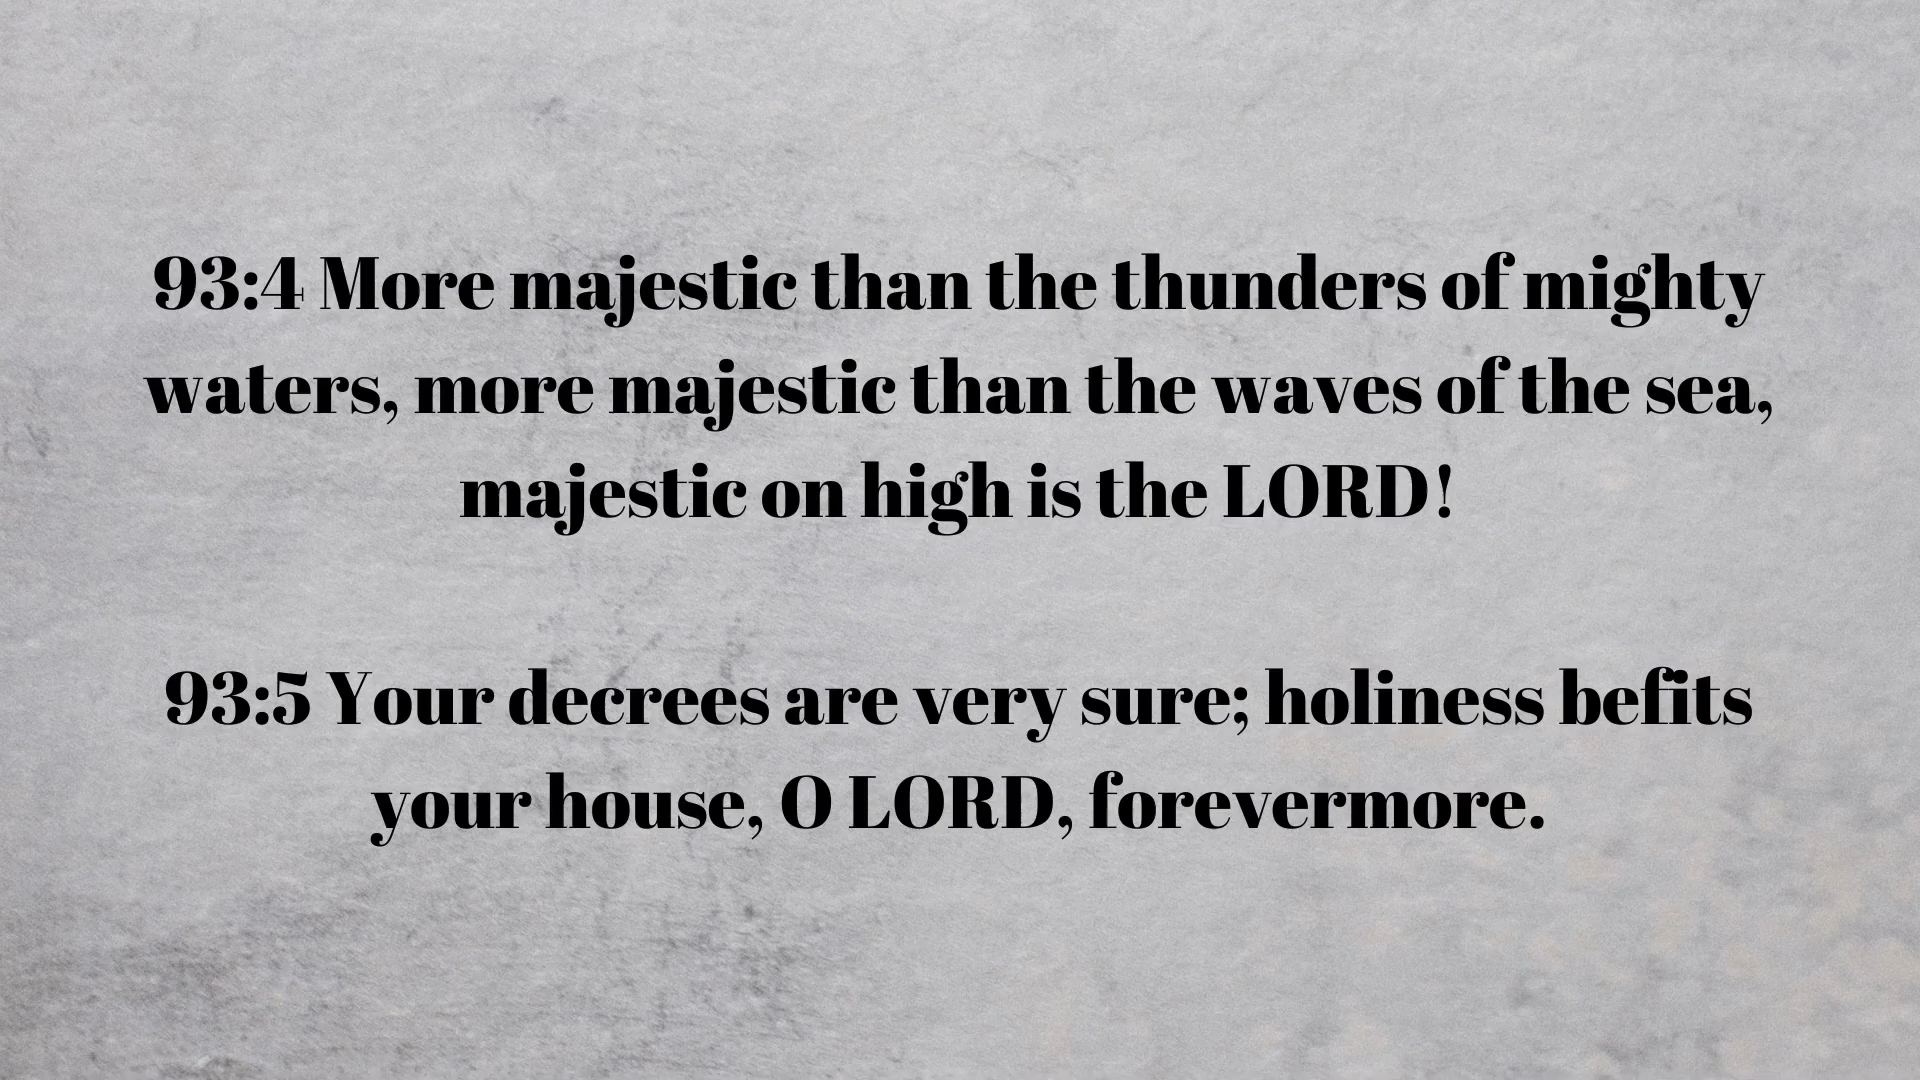 93:4 More majestic than the thunders of mighty
waters, more majestic than the waves of the sea,
majestic on high is the LORD!
93:5 Your decrees are very sure; holiness befits
your house, O LORD, forevermore.